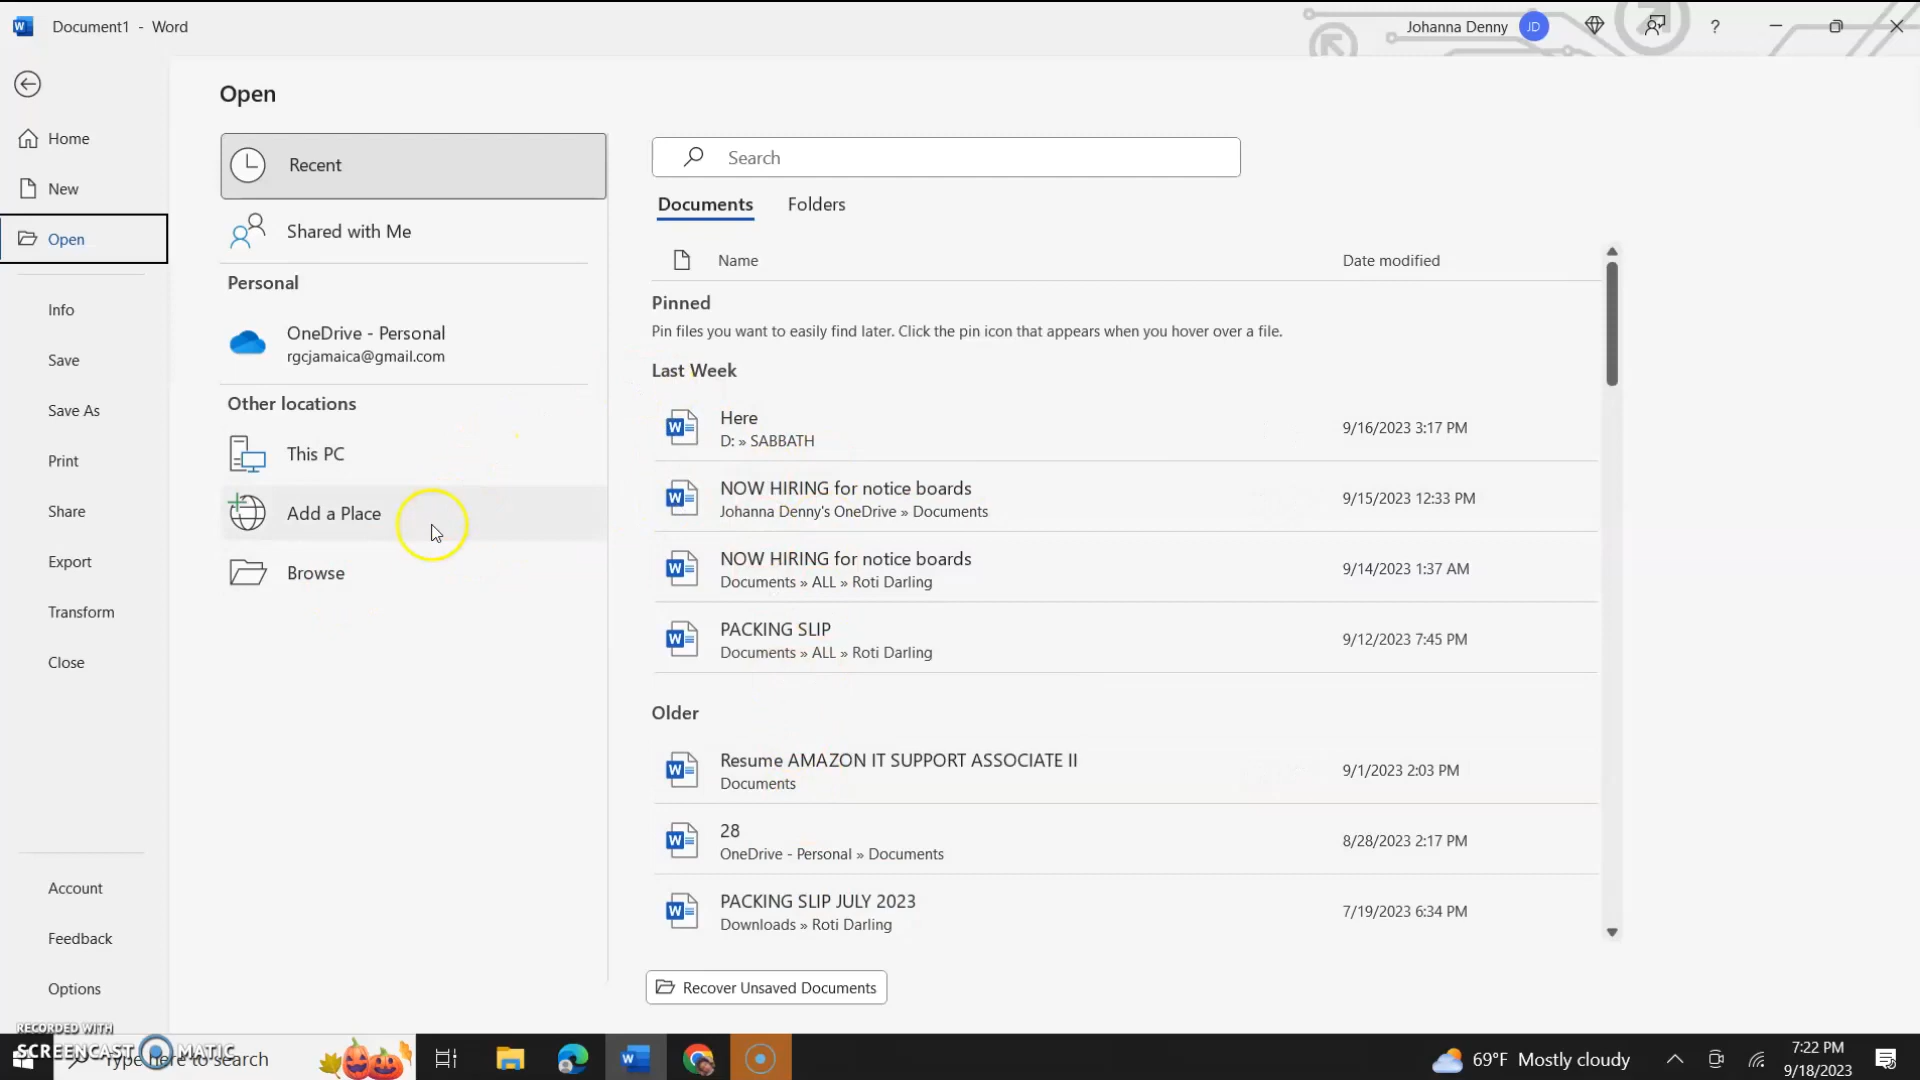 Document1 - Word
Johanna Denny JD
?
Home
New
Open
Info
Save
Save As
Print
Share
Export
Transform
Close
Account
Feedback
Options
Open
Recent
Shared with Me
Personal
OneDrive - Personal
rgcjamaica@gmail.com
Other locations
This PC
Add a Place
Browse
Search
Documents Folders
Name Date modified
Pinned
Pin files you want to easily find later. Click the pin icon that appears when you hover over a file.
Last Week
Here
D: » SABBATH
9/16/2023 3:17 PM
NOW HIRING for notice boards
Johanna Denny's OneDrive » Documents
9/15/2023 12:33 PM
NOW HIRING for notice boards
Documents » ALL » Roti Darling
9/14/2023 1:37 AM
PACKING SLIP
Documents » ALL » Roti Darling
9/12/2023 7:45 PM
Older
Resume AMAZON IT SUPPORT ASSOCIATE II
Documents
9/1/2023 2:03 PM
28
OneDrive - Personal » Documents
8/28/2023 2:17 PM
PACKING SLIP JULY 2023
Downloads » Roti Darling
7/19/2023 6:34 PM
Recover Unsaved Documents
RECORDED WITH
SCREENCAST MATIC
Type here to search
69°F Mostly cloudy
7:22 PM
9/18/2023